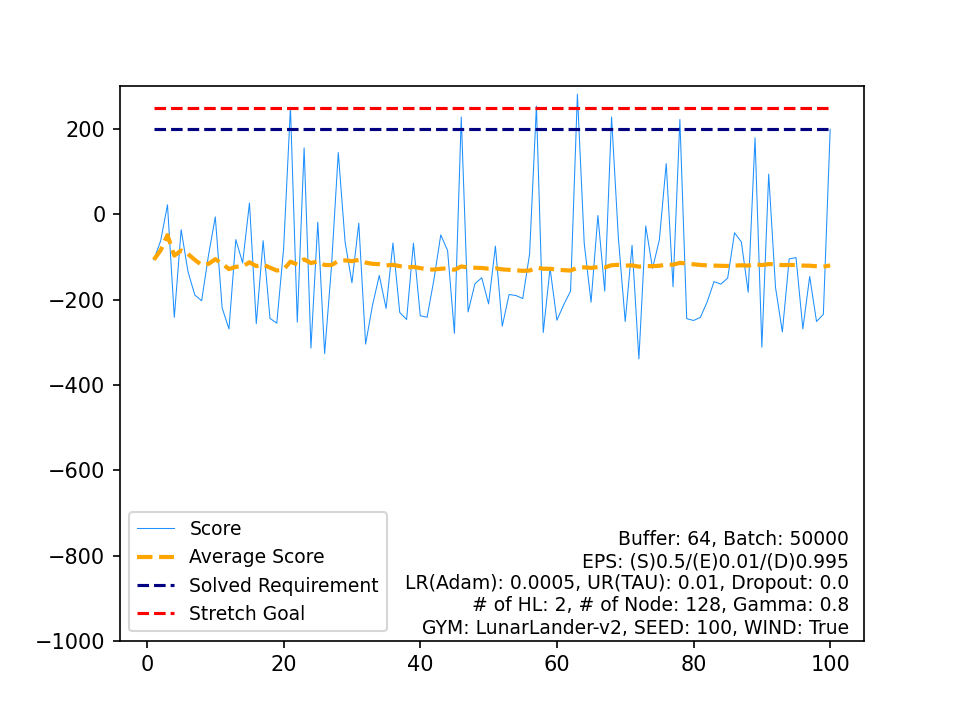 200
0
−200
−400
−600
−800
−1000
0 20 40 60 80 100
Score
Average Score
Solved Requirement
Stretch Goal
Buffer: 64, Batch: 50000
EPS: (S)0.5/(E)0.01/(D)0.995
LR(Adam): 0.0005, UR(TAU): 0.01, Dropout: 0.0
# of HL: 2, # of Node: 128, Gamma: 0.8
GYM: LunarLander-v2, SEED: 100, WIND: True